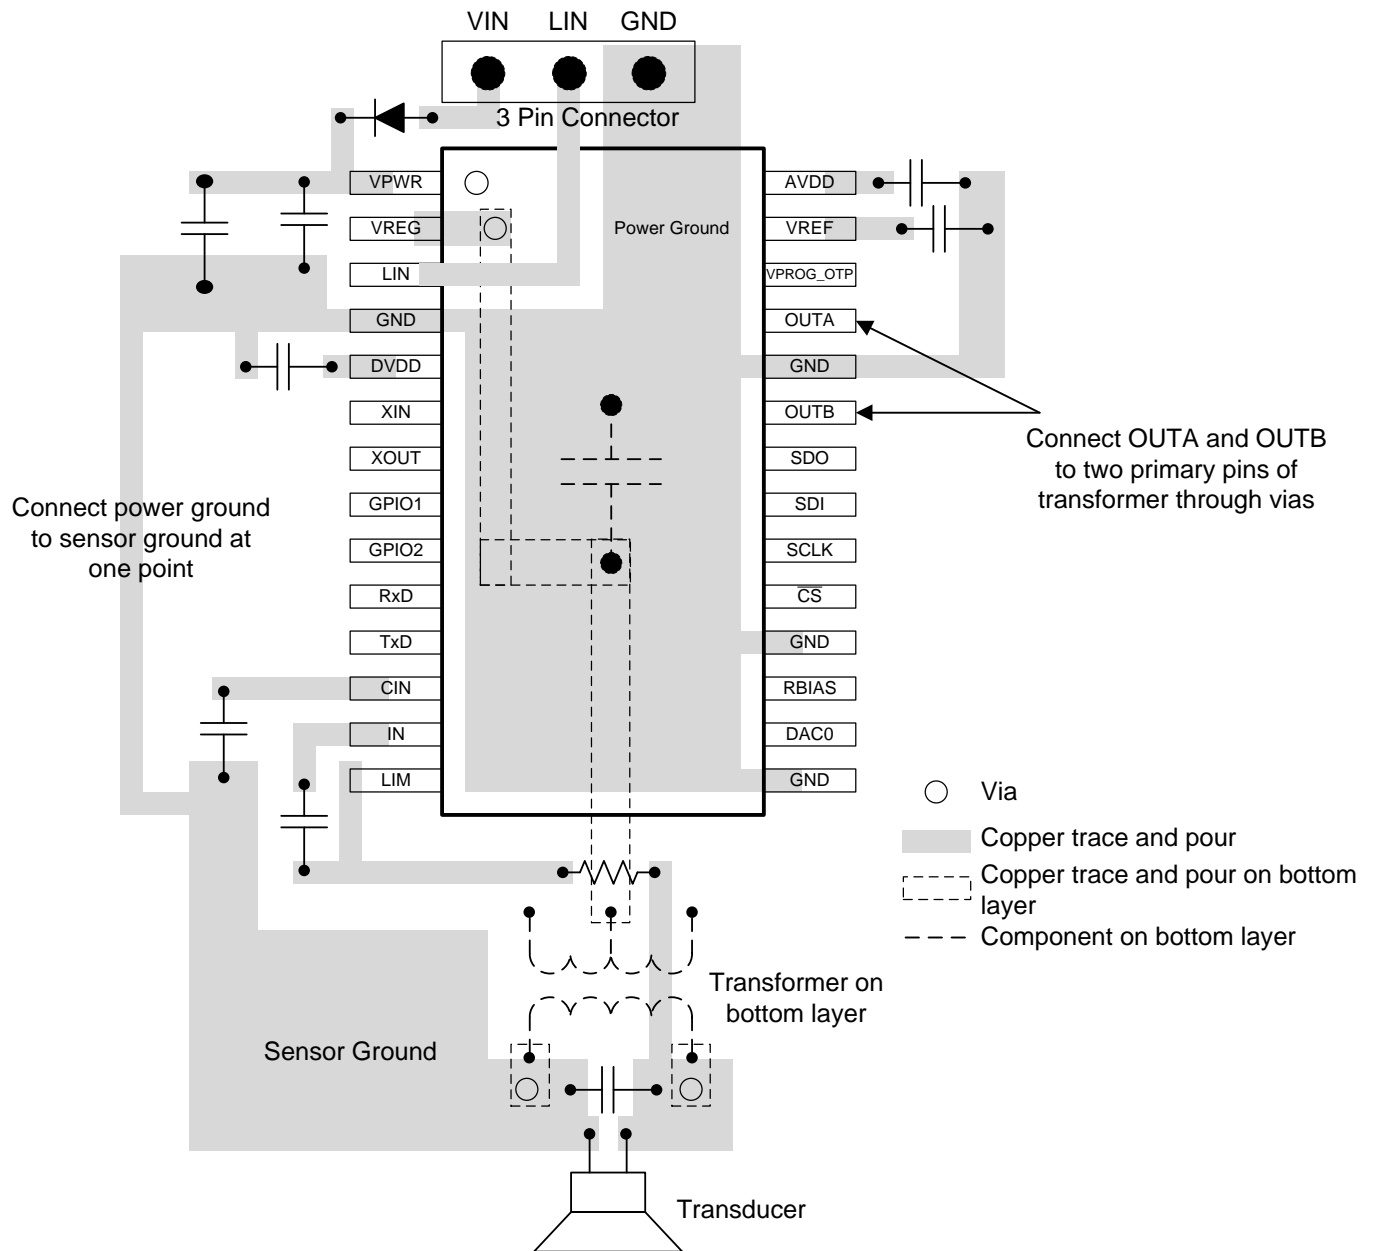 VIN LIN GND
3 Pin Connector
VPWR
VREG
LIN
GND
DVDD
XIN
XOUT
GPIO1
GPIO2
RxD
TxD
CIN
IN
LIM
Power Ground
AVDD
VREF
VPROG_OTP
OUTA
GND
OUTB
SDO
SDI
SCLK
CS
GND
RBIAS
DAC0
GND
Connect OUTA and OUTB
to two primary pins of
transformer through vias
Connect power ground
to sensor ground at
one point
Via
Copper trace and pour
Copper trace and pour on bottom
layer
Component on bottom layer
Transformer on
bottom layer
Sensor Ground
Transducer